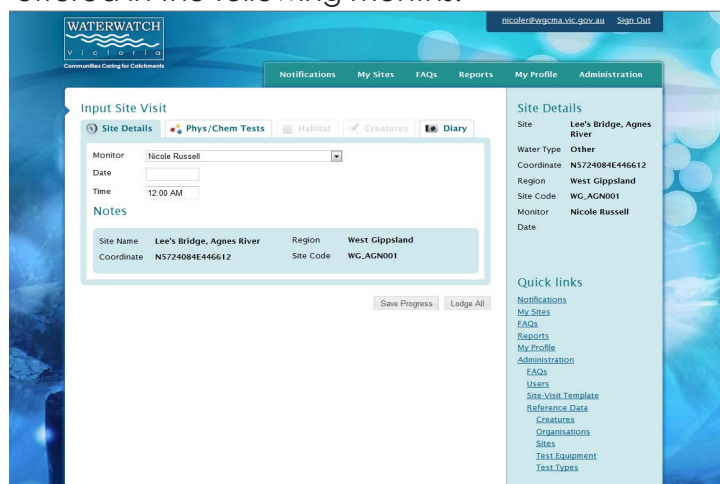 offered in the following months.
nicoler@wgcma.vic.gov.au Sign Out
WATERWATCH
Victoria
Communities Caring for Catchments
Notifications My Sites FAQs Reports My Profile Administration
Input Site Visit
Site Details Phys/Chem Tests Habitat Creatures Diary
Monitor Nicole Russell
Date
Time 12:00 AM
Notes
Site Name Lee's Bridge, Agnes River Region West Gippsland
Coordinate N5724084E446612 Site Code WG_AGN001
Save Progress Lodge All
Site Details
Site Lee's Bridge, Agnes
River
Water Type Other
Coordinate N5724084E446612
Region West Gippsland
Site Code WG_AGN001
Monitor Nicole Russell
Date
Quick links
Notifications
My Sites
FAQs
Reports
My Profile
Administration
FAQs
Users
Site-Visit Template
Reference Data
Creatures
Organisations
Sites
Test Equipment
Test Types